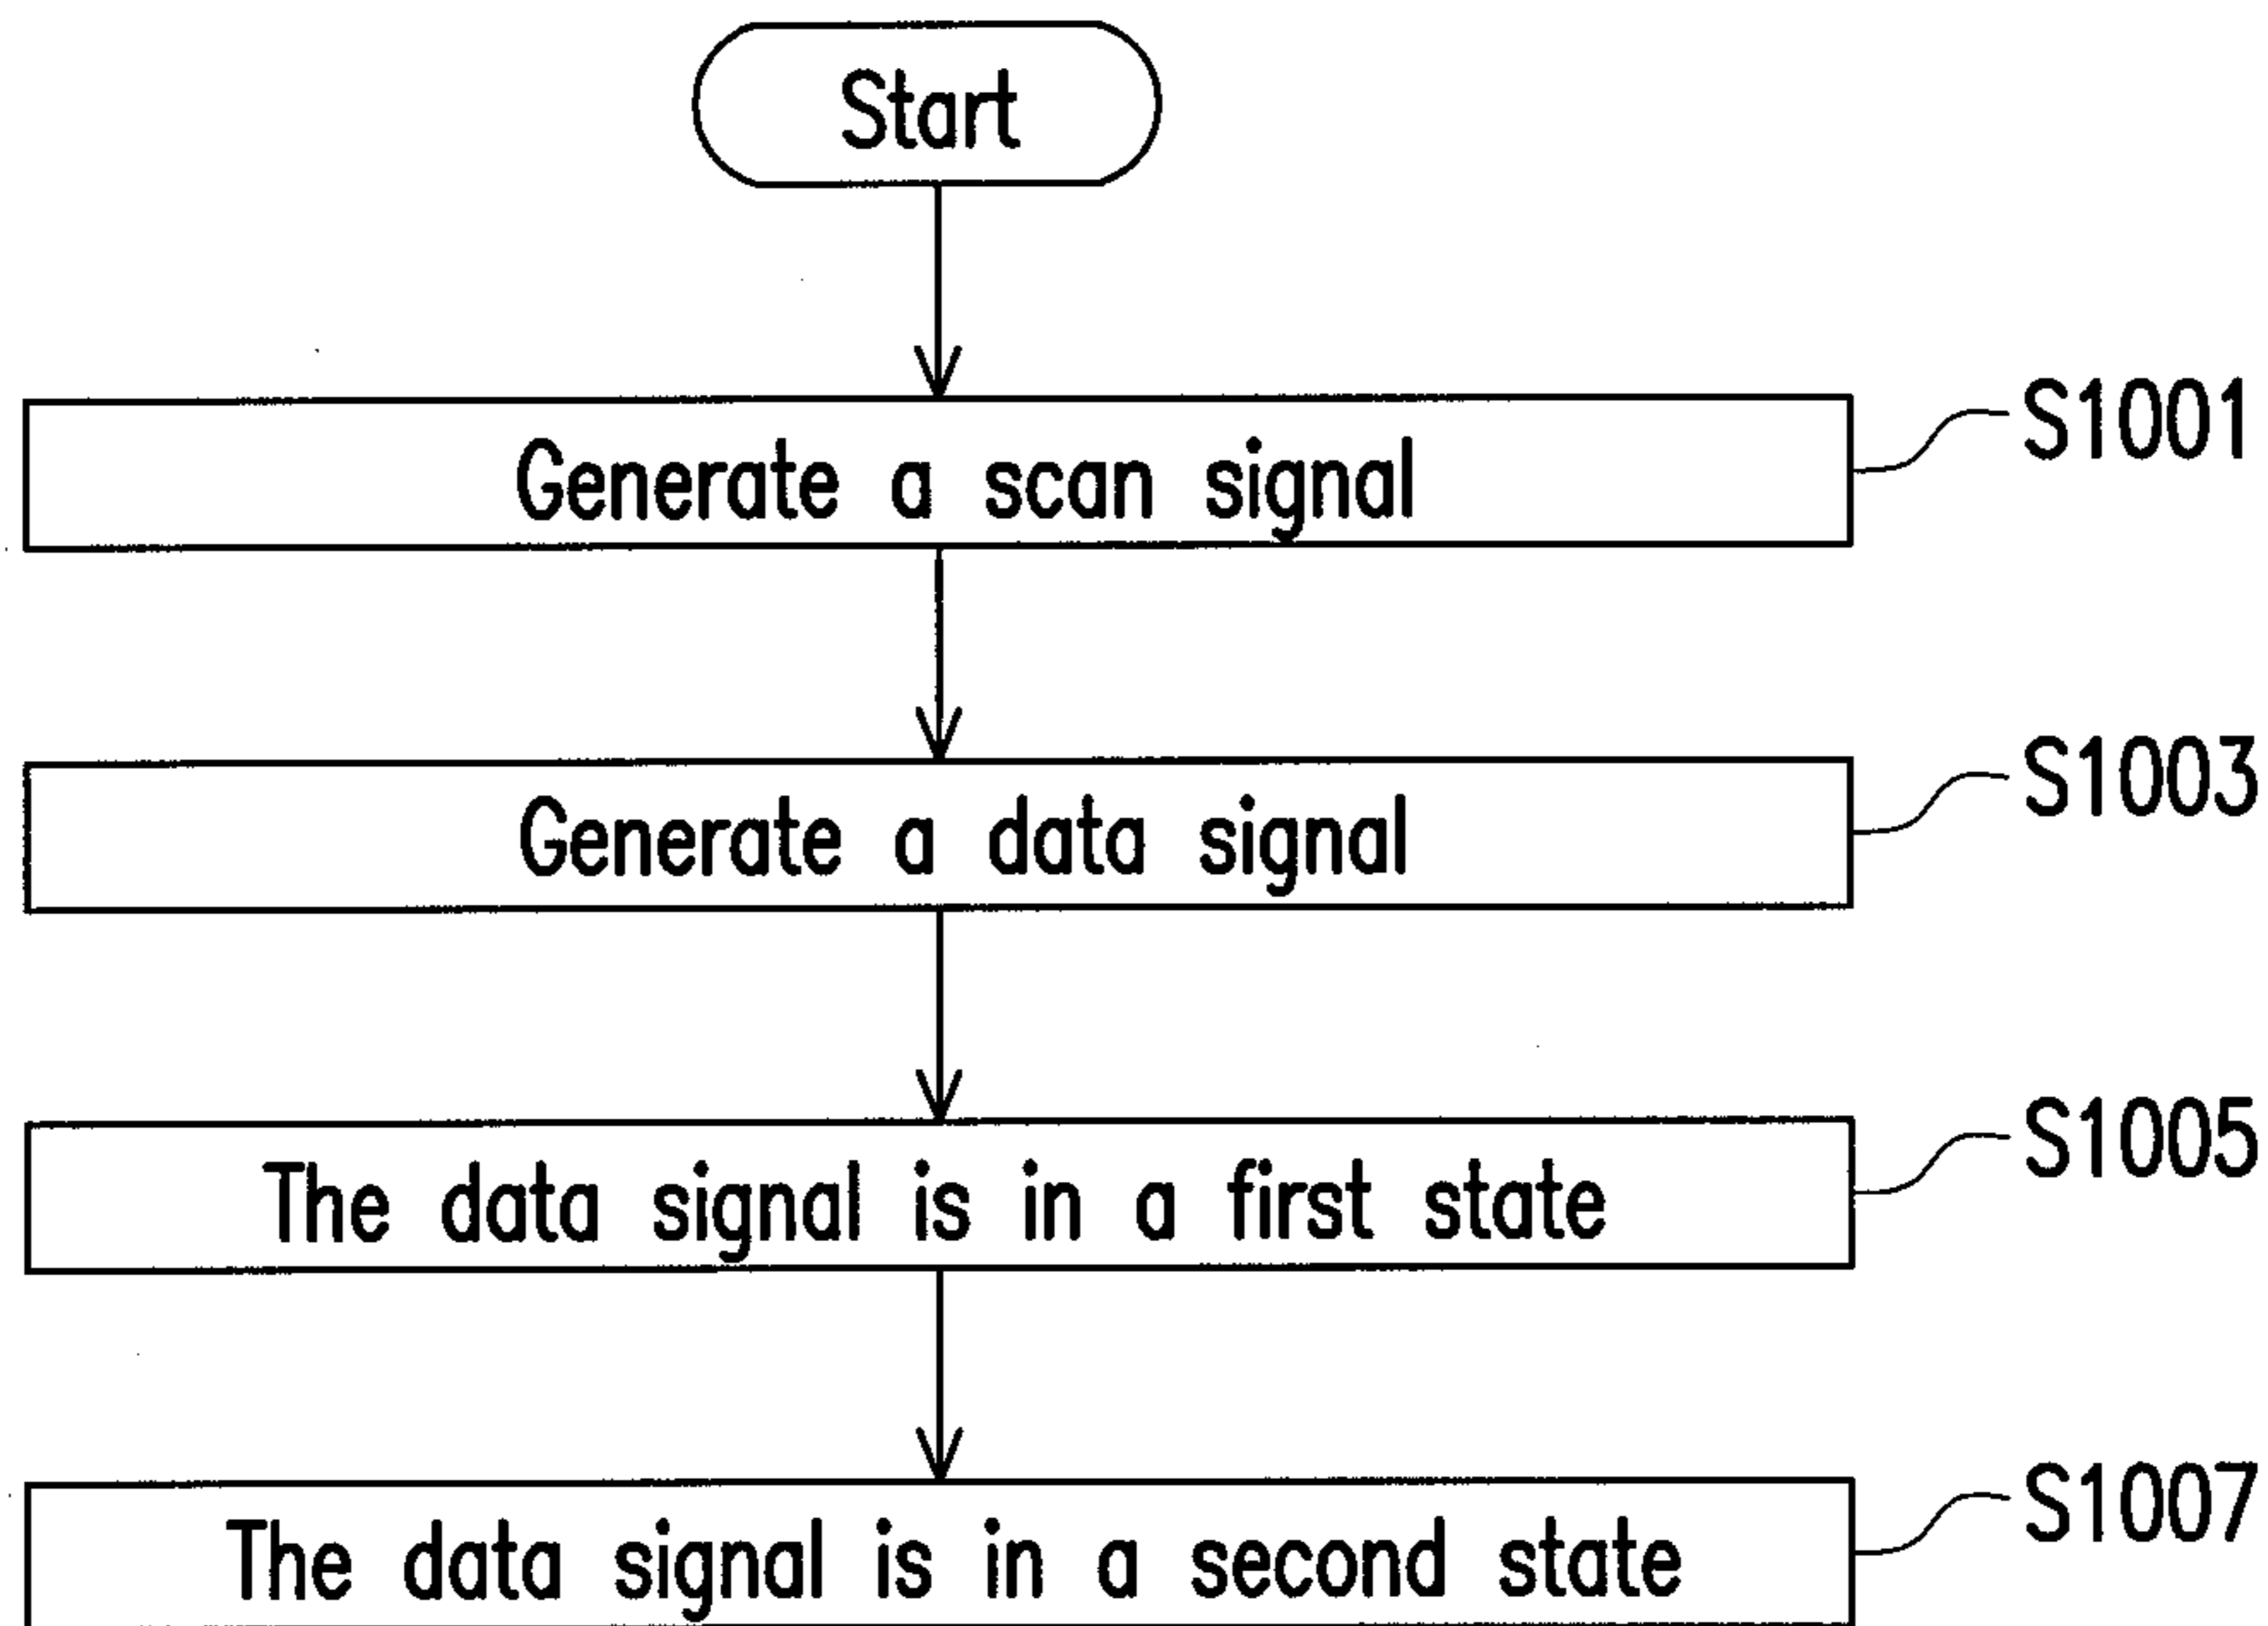 Start
Generate a scan signal
S1001
Generate a data signal
S1003
The data signal is in a first state
S1005
The data signal is in a second state
S1007